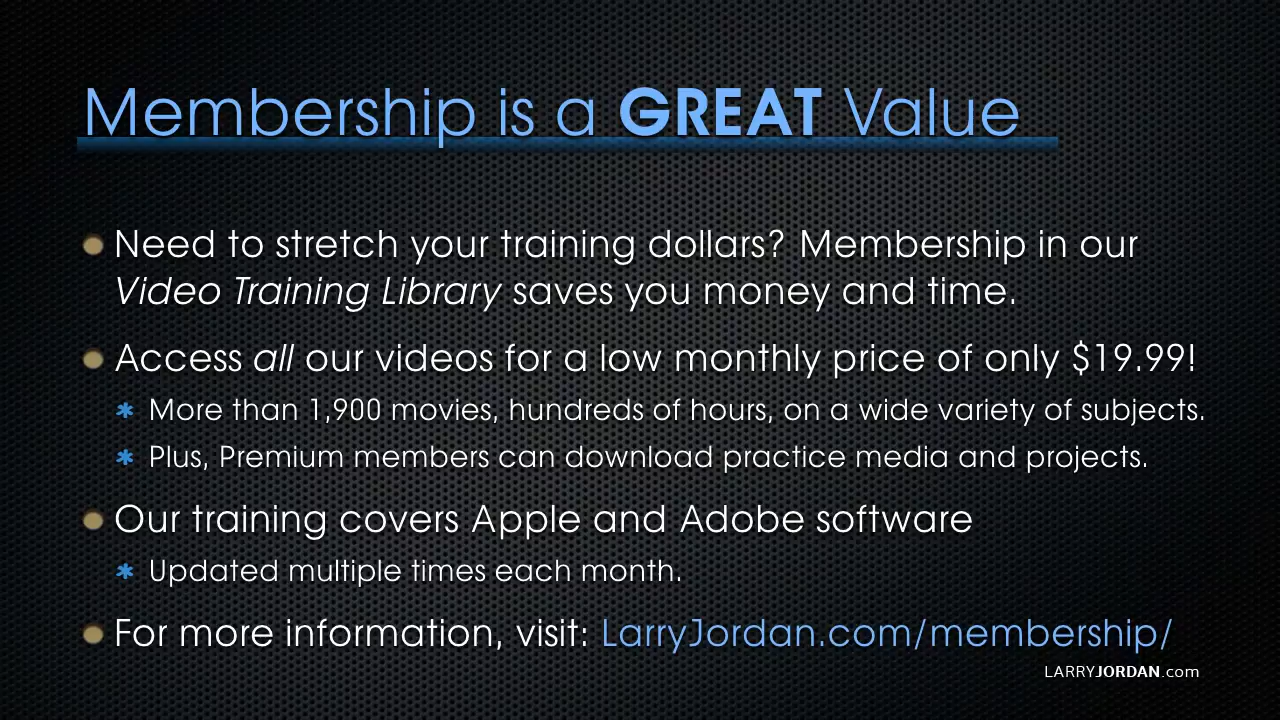 Membership is a GREAT Value
Need to stretch your training dollars? Membership in our
Video Training Library saves you money and time.
Access all our videos for a low monthly price of only $19.99!
More than 1,900 movies, hundreds of hours, on a wide variety of subjects.
Plus, Premium members can download practice media and projects.
Our training covers Apple and Adobe software
Updated multiple times each month.
For more information, visit: LarryJordan.com/membership/
LARRYJORDAN.com